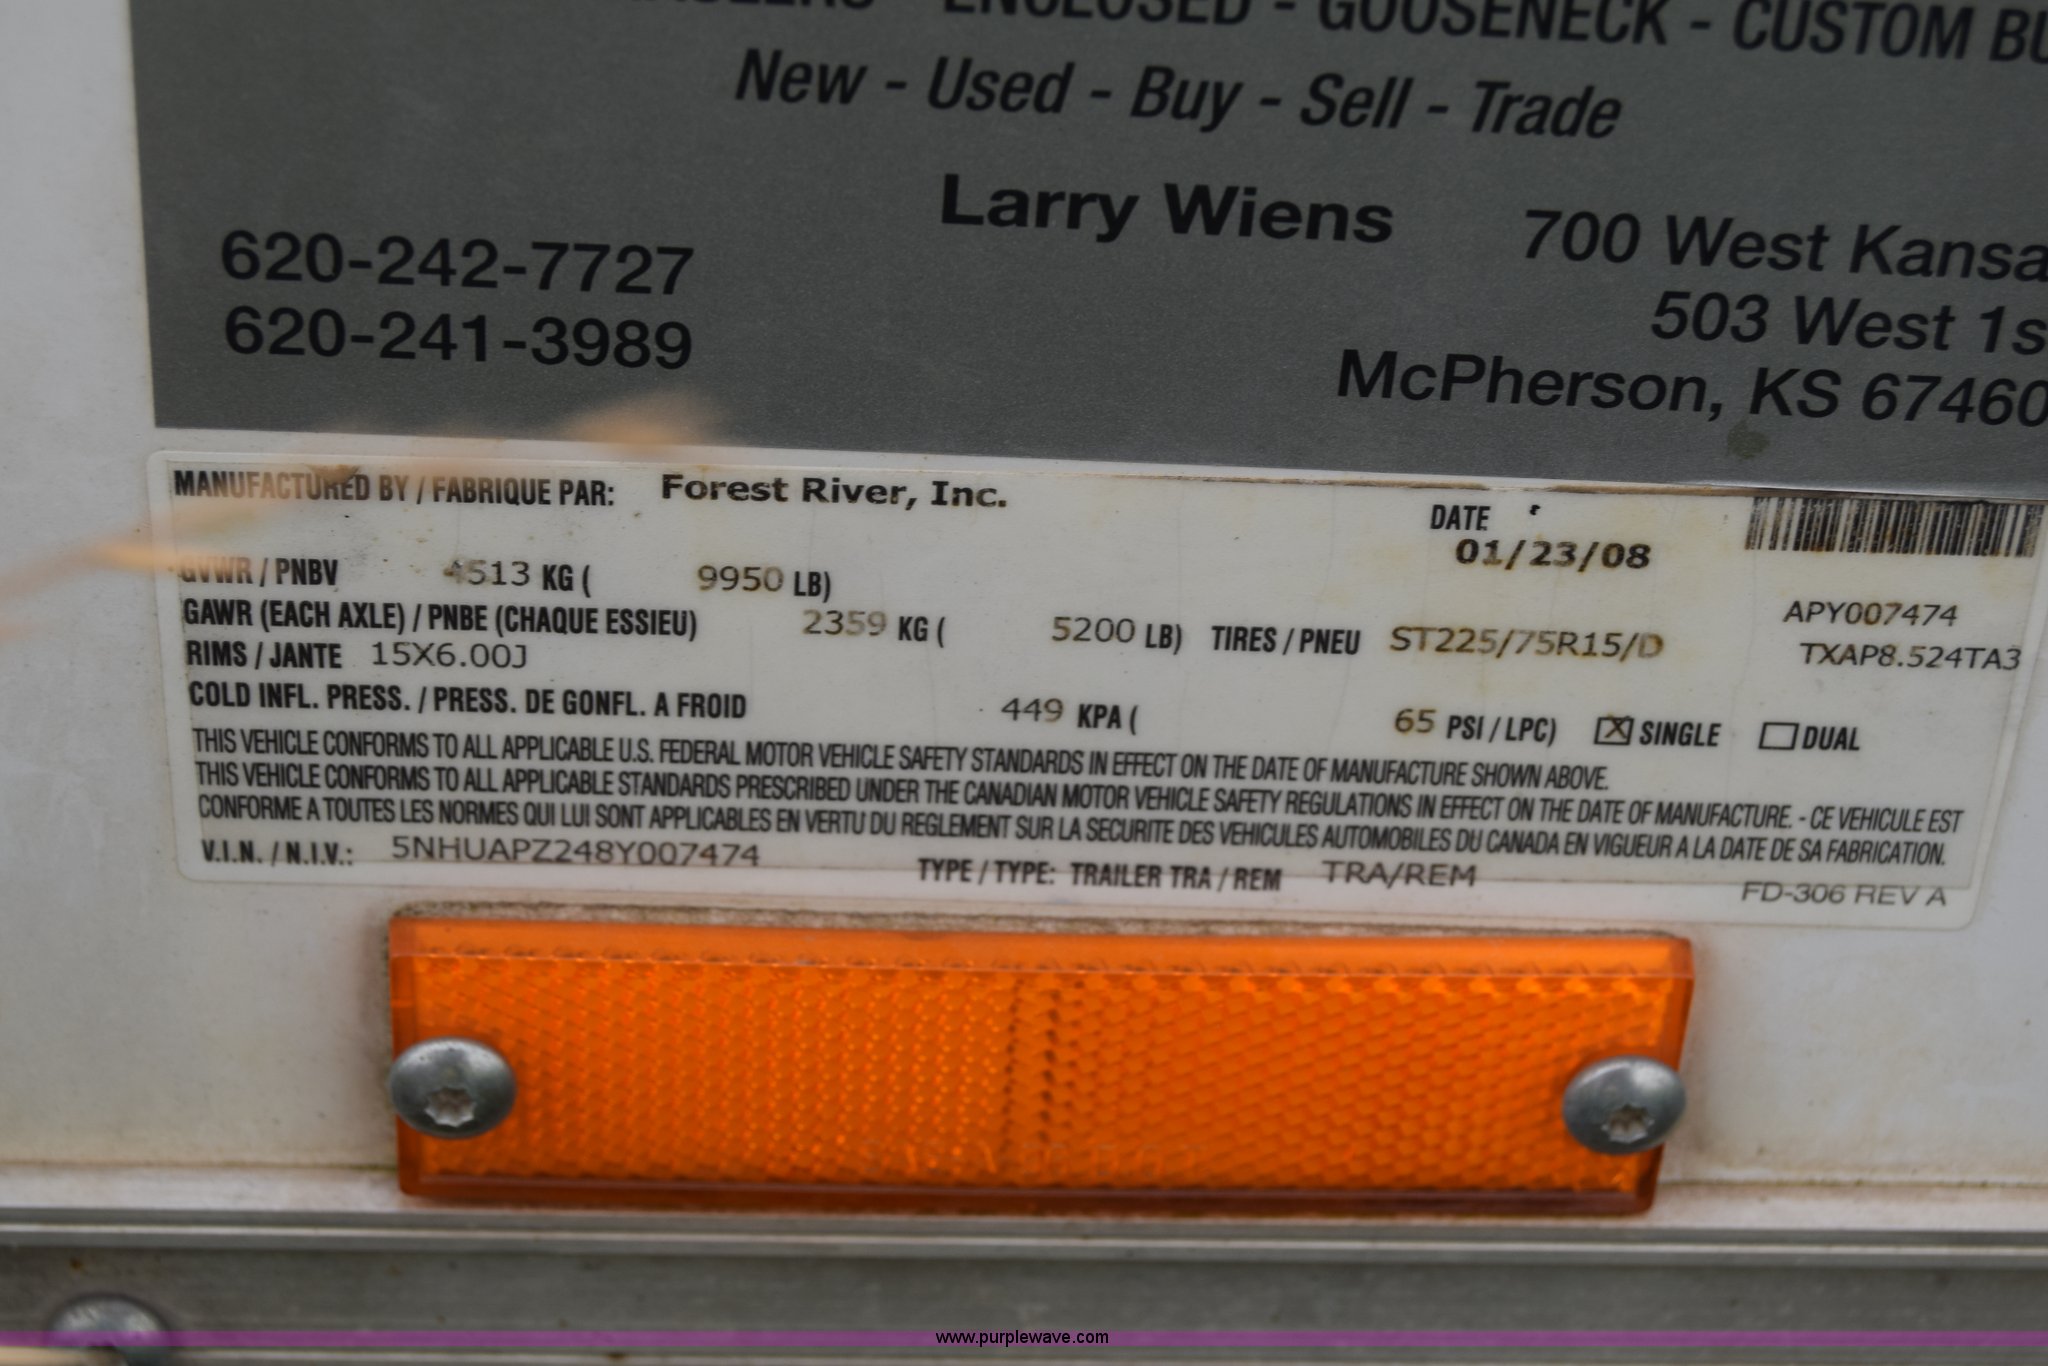 ENCLOSED - GOOSENECK - CUSTOM
New - Used - Buy - Sell - Trade
Larry Wiens
620-242-7727
620-241-3989
700 West Kansa
503 West 1s
McPherson, KS 67460
MANUFACTURED BY / FABRIQUE PAR: Forest River, Inc.
DATE
01/23/08
GVWR / PNBV 4513 KG ( 9950 LB)
APY007474
GAWR (EACH AXLE) / PNBE (CHAQUE ESSIEU) 2359 KG ( 5200 LB) TIRES / PNEU ST225/75R15/D
TXAP8.524TA3
RIMS / JANTE 15X6.00J
COLD INFL. PRESS. / PRESS. DE GONFL. A FROID 449 KPA ( 65 PSI / LPC) X SINGLE DUAL
THIS VEHICLE CONFORMS TO ALL APPLICABLE U.S. FEDERAL MOTOR VEHICLE SAFETY STANDARDS IN EFFECT ON THE DATE OF MANUFACTURE SHOWN ABOVE.
THIS VEHICLE CONFORMS TO ALL APPLICABLE STANDARDS PRESCRIBED UNDER THE CANADIAN MOTOR VEHICLE SAFETY REGULATIONS IN EFFECT ON THE DATE OF MANUFACTURE. - CE VEHICULE EST
CONFORME A TOUTES LES NORMES QUI LUI SONT APPLICABLES EN VERTU DU REGLEMENT SUR LA SECURITE DES VEHICULES AUTOMOBILES DU CANADA EN VIGUEUR A LA DATE DE SA FABRICATION.
V.I.N. / N.I.V.: 5NHUAPZ248Y007474 TYPE / TYPE: TRAILER TRA / REM TRA/REM
FD-306 REV A
www.purplewave.com